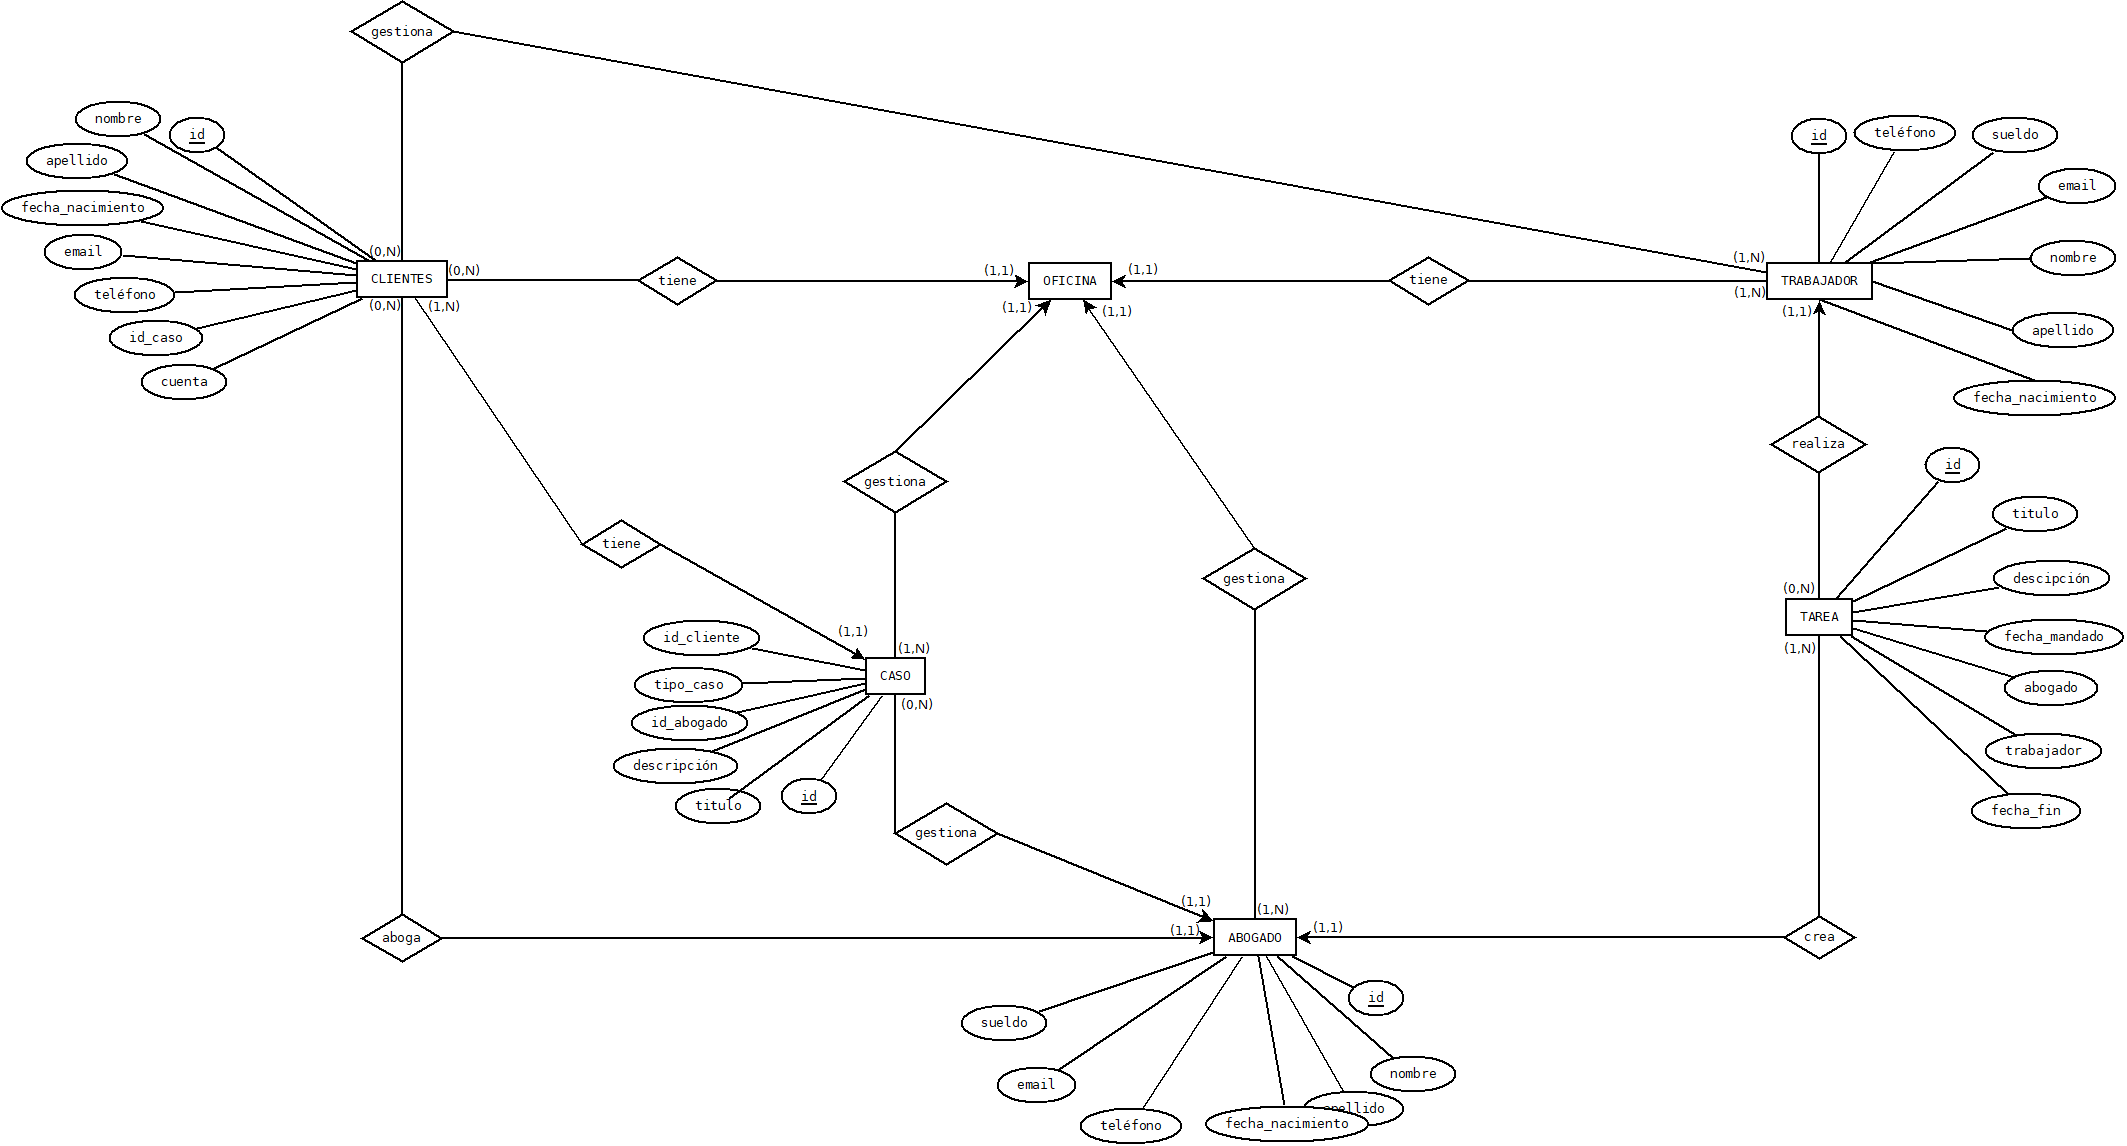 gestiona
nombre
id
apellido
fecha_nacimiento
email
teléfono
id_caso
cuenta
(0,N)
CLIENTES
(0,N)
(0,N)
(1,N)
tiene
(1,1)
OFICINA
(1,1)
(1,1)
(1,1)
tiene
(1,N)
(1,N)
TRABAJADOR
(1,1)
id
teléfono
sueldo
email
nombre
apellido
fecha_nacimiento
realiza
gestiona
tiene
gestiona
(1,1)
(1,N)
CASO
(0,N)
id_cliente
tipo_caso
id_abogado
descripción
titulo
id
id
titulo
descipción
fecha_mandado
abogado
trabajador
fecha_fin
(0,N)
TAREA
(1,N)
gestiona
(1,1)
(1,N)
aboga
(1,1)
ABOGADO
(1,1)
crea
id
sueldo
nombre
email
apellido
teléfono
fecha_nacimiento